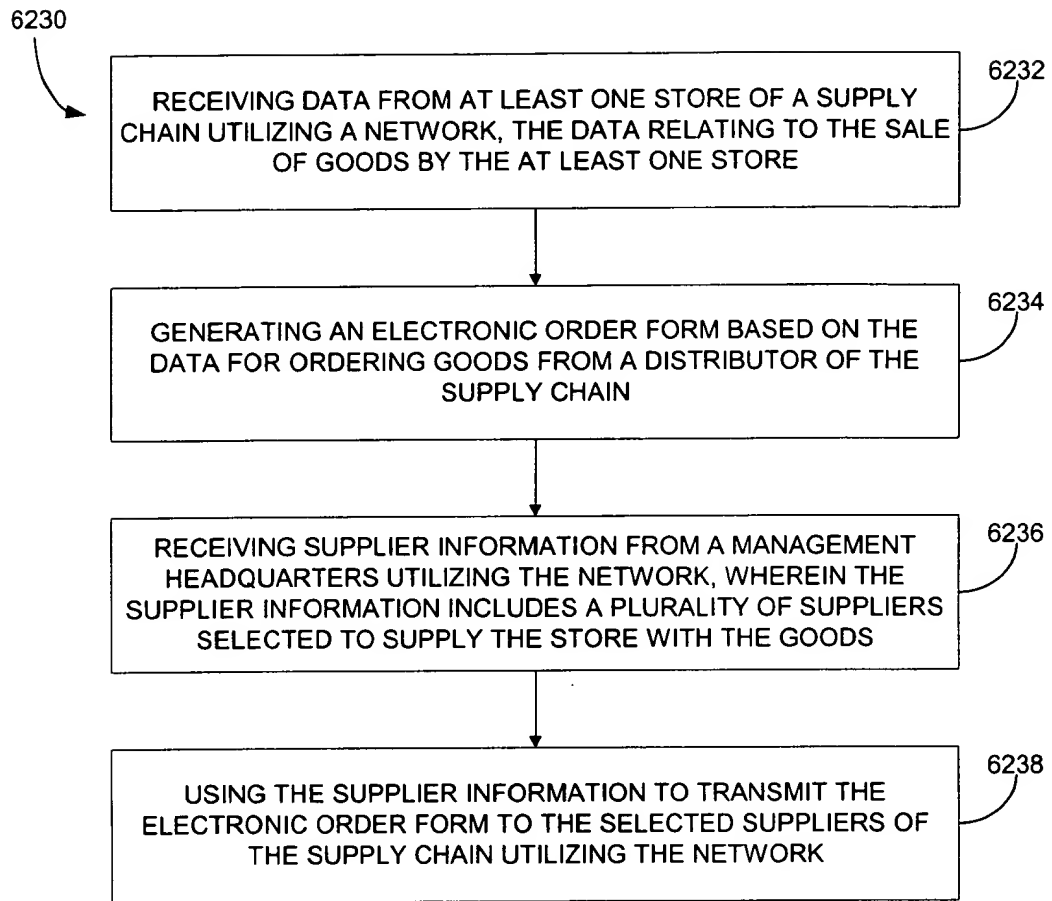 6230
6232
RECEIVING DATA FROM AT LEAST ONE STORE OF A SUPPLY
CHAIN UTILIZING A NETWORK, THE DATA RELATING TO THE SALE
OF GOODS BY THE AT LEAST ONE STORE
6234
GENERATING AN ELECTRONIC ORDER FORM BASED ON THE
DATA FOR ORDERING GOODS FROM A DISTRIBUTOR OF THE
SUPPLY CHAIN
6236
RECEIVING SUPPLIER INFORMATION FROM A MANAGEMENT
HEADQUARTERS UTILIZING THE NETWORK, WHEREIN THE
SUPPLIER INFORMATION INCLUDES A PLURALITY OF SUPPLIERS
SELECTED TO SUPPLY THE STORE WITH THE GOODS
6238
USING THE SUPPLIER INFORMATION TO TRANSMIT THE
ELECTRONIC ORDER FORM TO THE SELECTED SUPPLIERS OF
THE SUPPLY CHAIN UTILIZING THE NETWORK